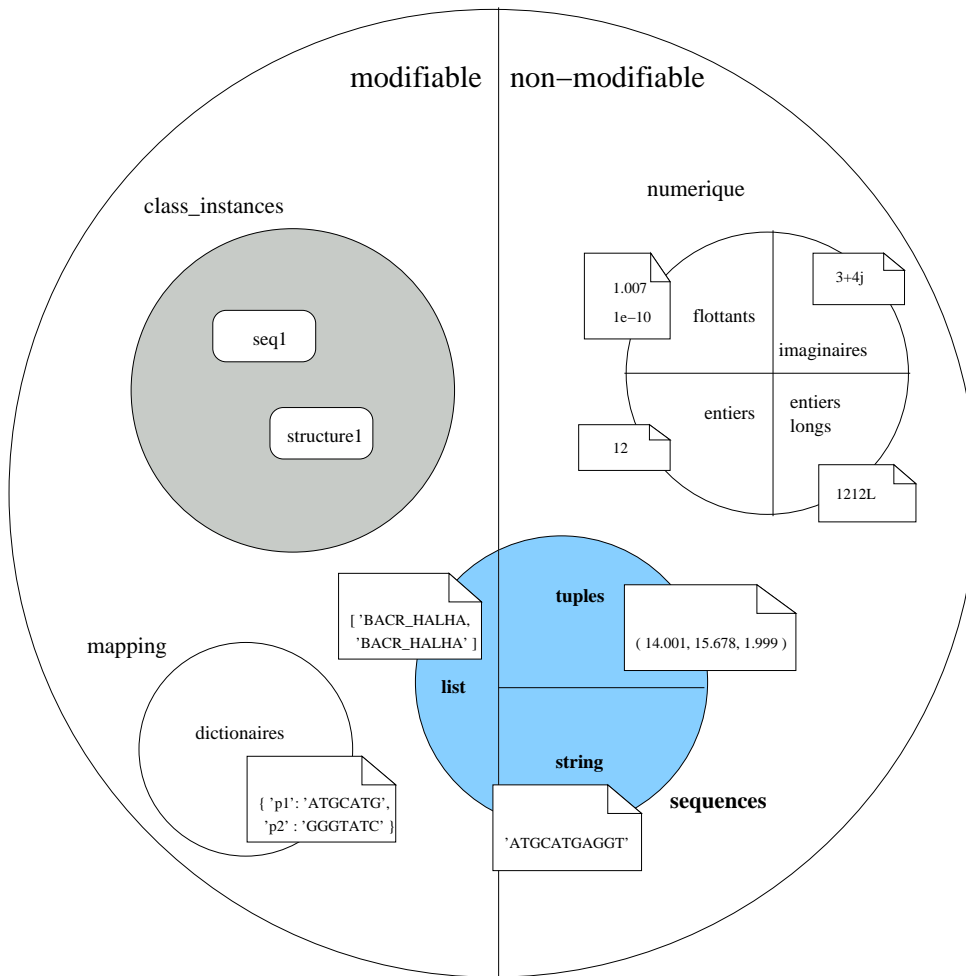 modifiable
non−modifiable
class_instances
seq1
structure1
numerique
1.007
1e−10
flottants
3+4j
imaginaires
entiers
12
entiers
longs
1212L
[ ’BACR_HALHA,
’BACR_HALHA’ ]
list
tuples
( 14.001, 15.678, 1.999 )
mapping
dictionaires
{ ’p1’: ’ATGCATG’,
’p2’ : ’GGGTATC’ }
string
sequences
’ATGCATGAGGT’